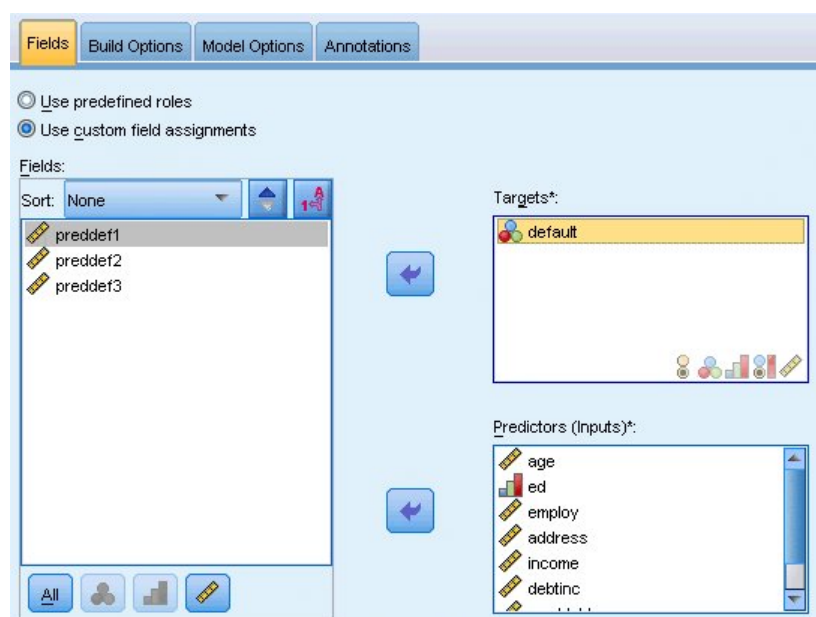 Fields Build Options Model Options Annotations
Use predefined roles
Use custom field assignments
Fields:
Sort: None
A
1
preddef1
preddef2
preddef3
All
Targets*:
default
Predictors (Inputs)*:
age
ed
employ
address
income
debtinc